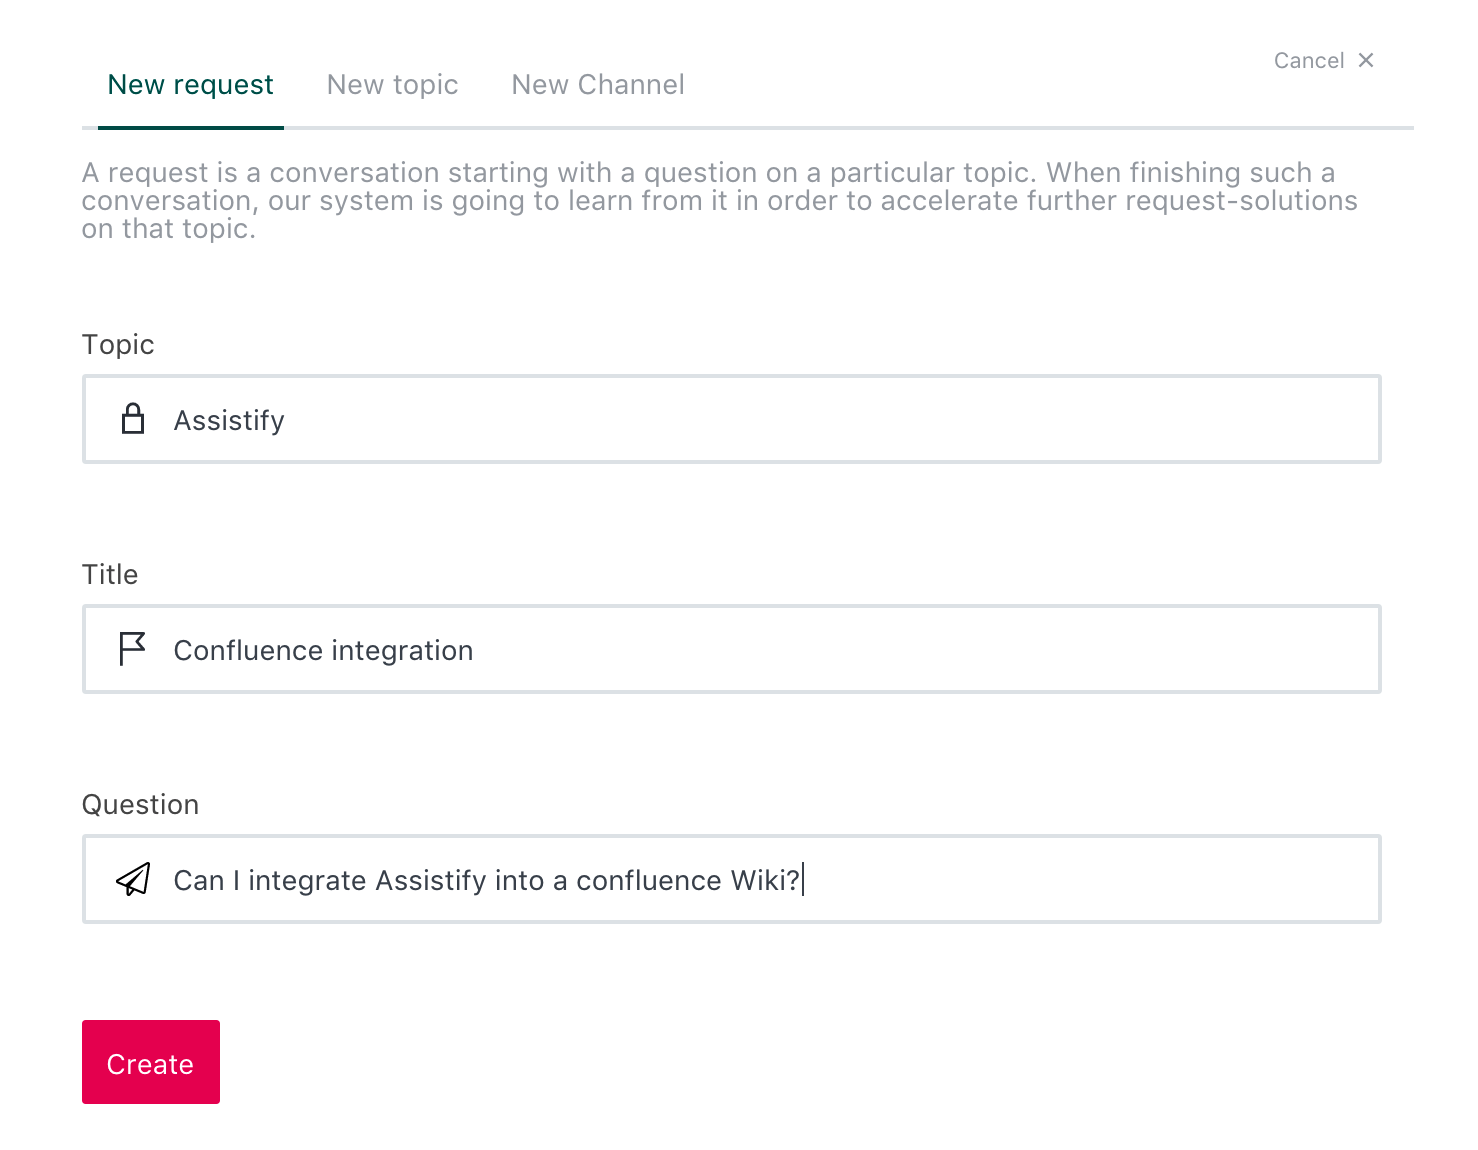 Cancel
New request New topic New Channel
A request is a conversation starting with a question on a particular topic. When finishing such a
conversation, our system is going to learn from it in order to accelerate further request-solutions
on that topic.
Topic
Assistify
Title
Confluence integration
Question
Can I integrate Assistify into a confluence Wiki?
Create